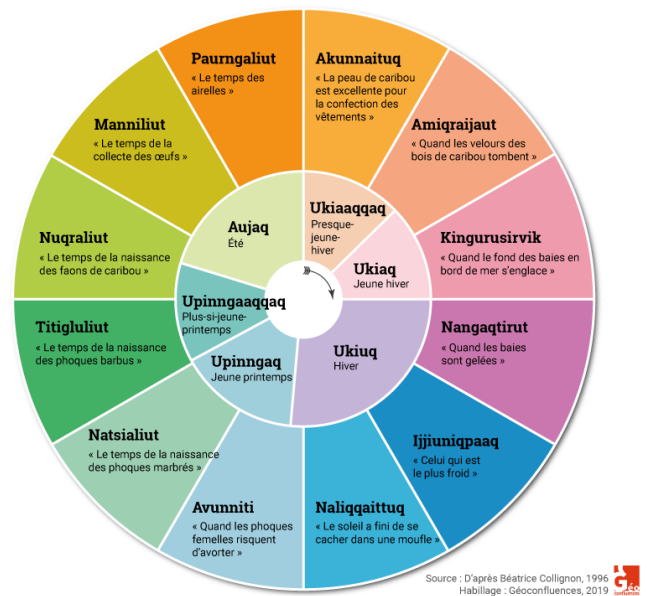 Paurngaliut
« Le temps des
airelles »
Akunnaituq
« La peau de caribou
est excellente pour
la confection des
vêtements »
Amiqraijaut
« Quand les velours des
bois de caribou tombent »
Kingurusirvik
« Quand le fond des baies en
bord de mer s'englace »
Nangaqtirut
« Quand les baies
sont gelées »
Ijjiuniqpaaq
« Celui qui est
le plus froid »
Naliqqaittuq
« Le soleil a fini de se
cacher dans une moufle »
Avunniti
« Quand les phoques
femelles risquent
d'avorter »
Natsialiut
« Le temps de la naissance
des phoques marbrés »
Titigluliut
« Le temps de la naissance
des phoques barbus »
Nuqraliut
« Le temps de la naissance
des faons de caribou »
Manniliut
« Le temps de la
collecte des œufs »
Ukiaaqqaq
Presque-
jeune-
hiver
Ukiaq
Jeune hiver
Ukiuq
Hiver
Upinngaq
Jeune printemps
Upinngaaqqaq
Plus-si-jeune-
printemps
Aujaq
Été
Source : D'après Béatrice Collignon, 1996
Habillage : Géoconfluences, 2019
Géo
confluences